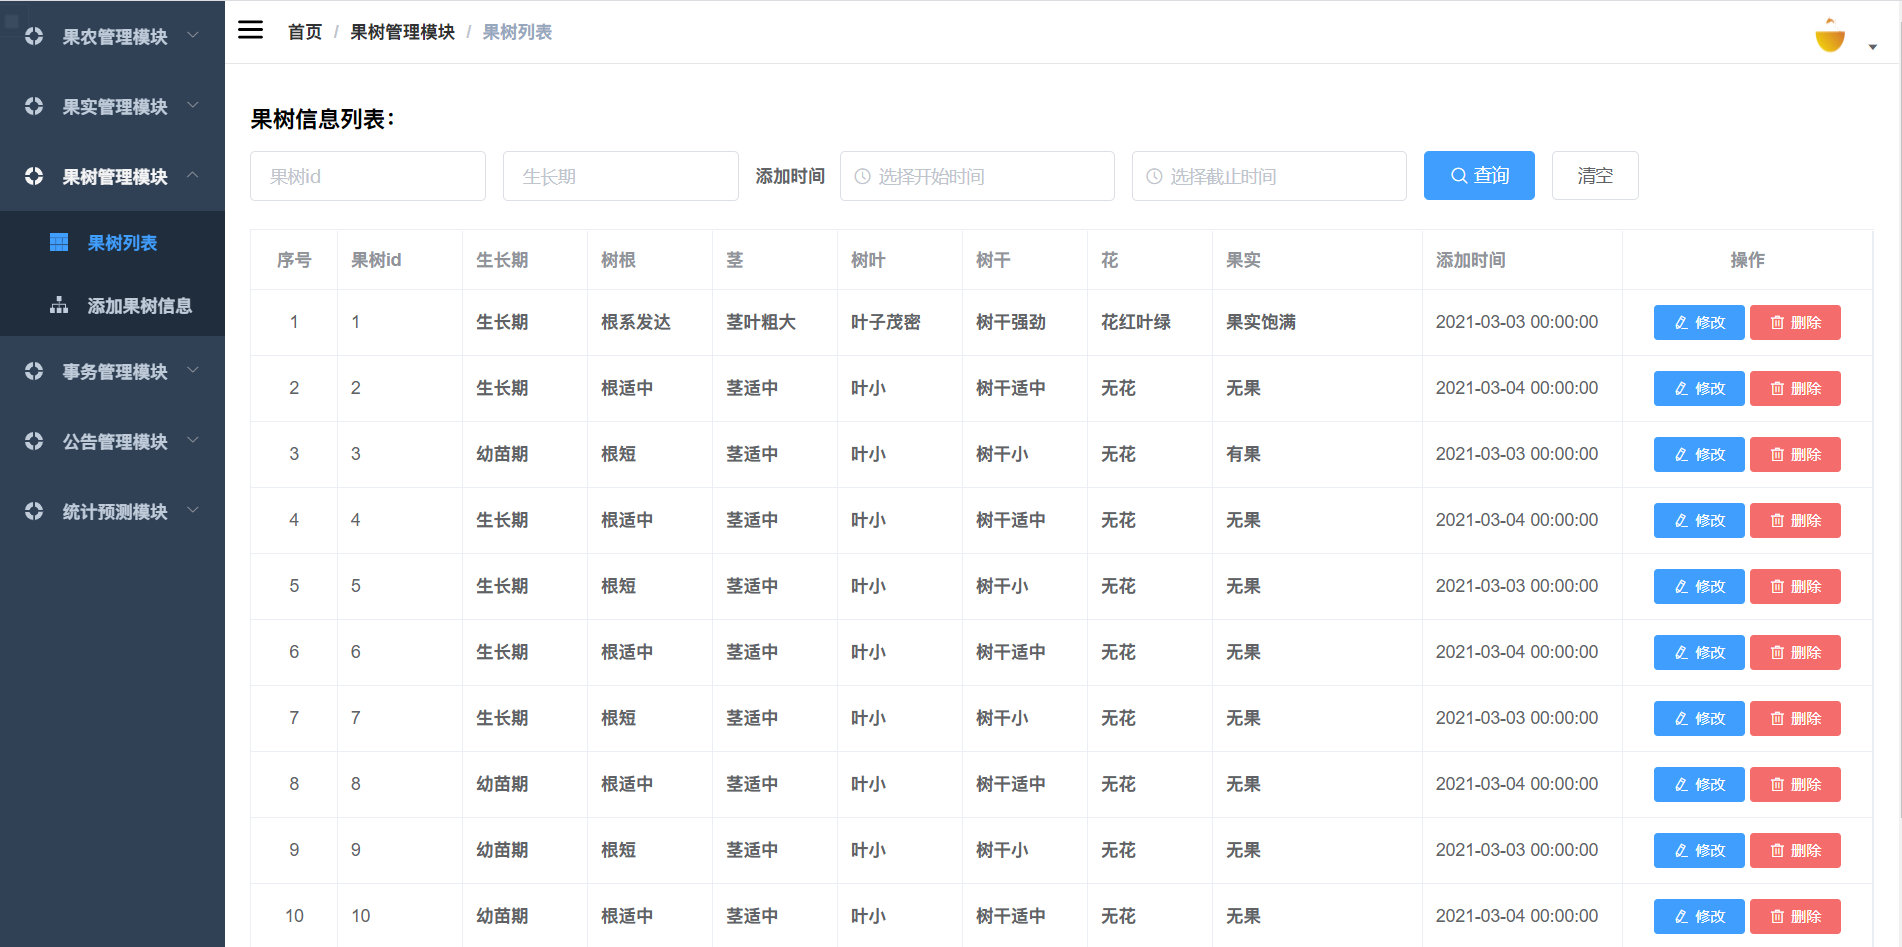 果农管理模块
果实管理模块
果树管理模块
果树列表
添加果树信息
事务管理模块
公告管理模块
统计预测模块
首页 / 果树管理模块 / 果树列表
果树信息列表:
果树id 生长期 添加时间 选择开始时间 选择截止时间 查询 清空
序号 果树id 生长期 树根 茎 树叶 树干 花 果实 添加时间 操作
1 1 生长期 根系发达 茎叶粗大 叶子茂密 树干强劲 花红叶绿 果实饱满 2021-03-03 00:00:00 修改 删除
2 2 生长期 根适中 茎适中 叶小 树干适中 无花 无果 2021-03-04 00:00:00 修改 删除
3 3 幼苗期 根短 茎适中 叶小 树干小 无花 有果 2021-03-03 00:00:00 修改 删除
4 4 生长期 根适中 茎适中 叶小 树干适中 无花 无果 2021-03-04 00:00:00 修改 删除
5 5 生长期 根短 茎适中 叶小 树干小 无花 无果 2021-03-03 00:00:00 修改 删除
6 6 生长期 根适中 茎适中 叶小 树干适中 无花 无果 2021-03-04 00:00:00 修改 删除
7 7 生长期 根短 茎适中 叶小 树干小 无花 无果 2021-03-03 00:00:00 修改 删除
8 8 幼苗期 根适中 茎适中 叶小 树干适中 无花 无果 2021-03-04 00:00:00 修改 删除
9 9 幼苗期 根短 茎适中 叶小 树干小 无花 无果 2021-03-03 00:00:00 修改 删除
10 10 幼苗期 根适中 茎适中 叶小 树干适中 无花 无果 2021-03-04 00:00:00 修改 删除